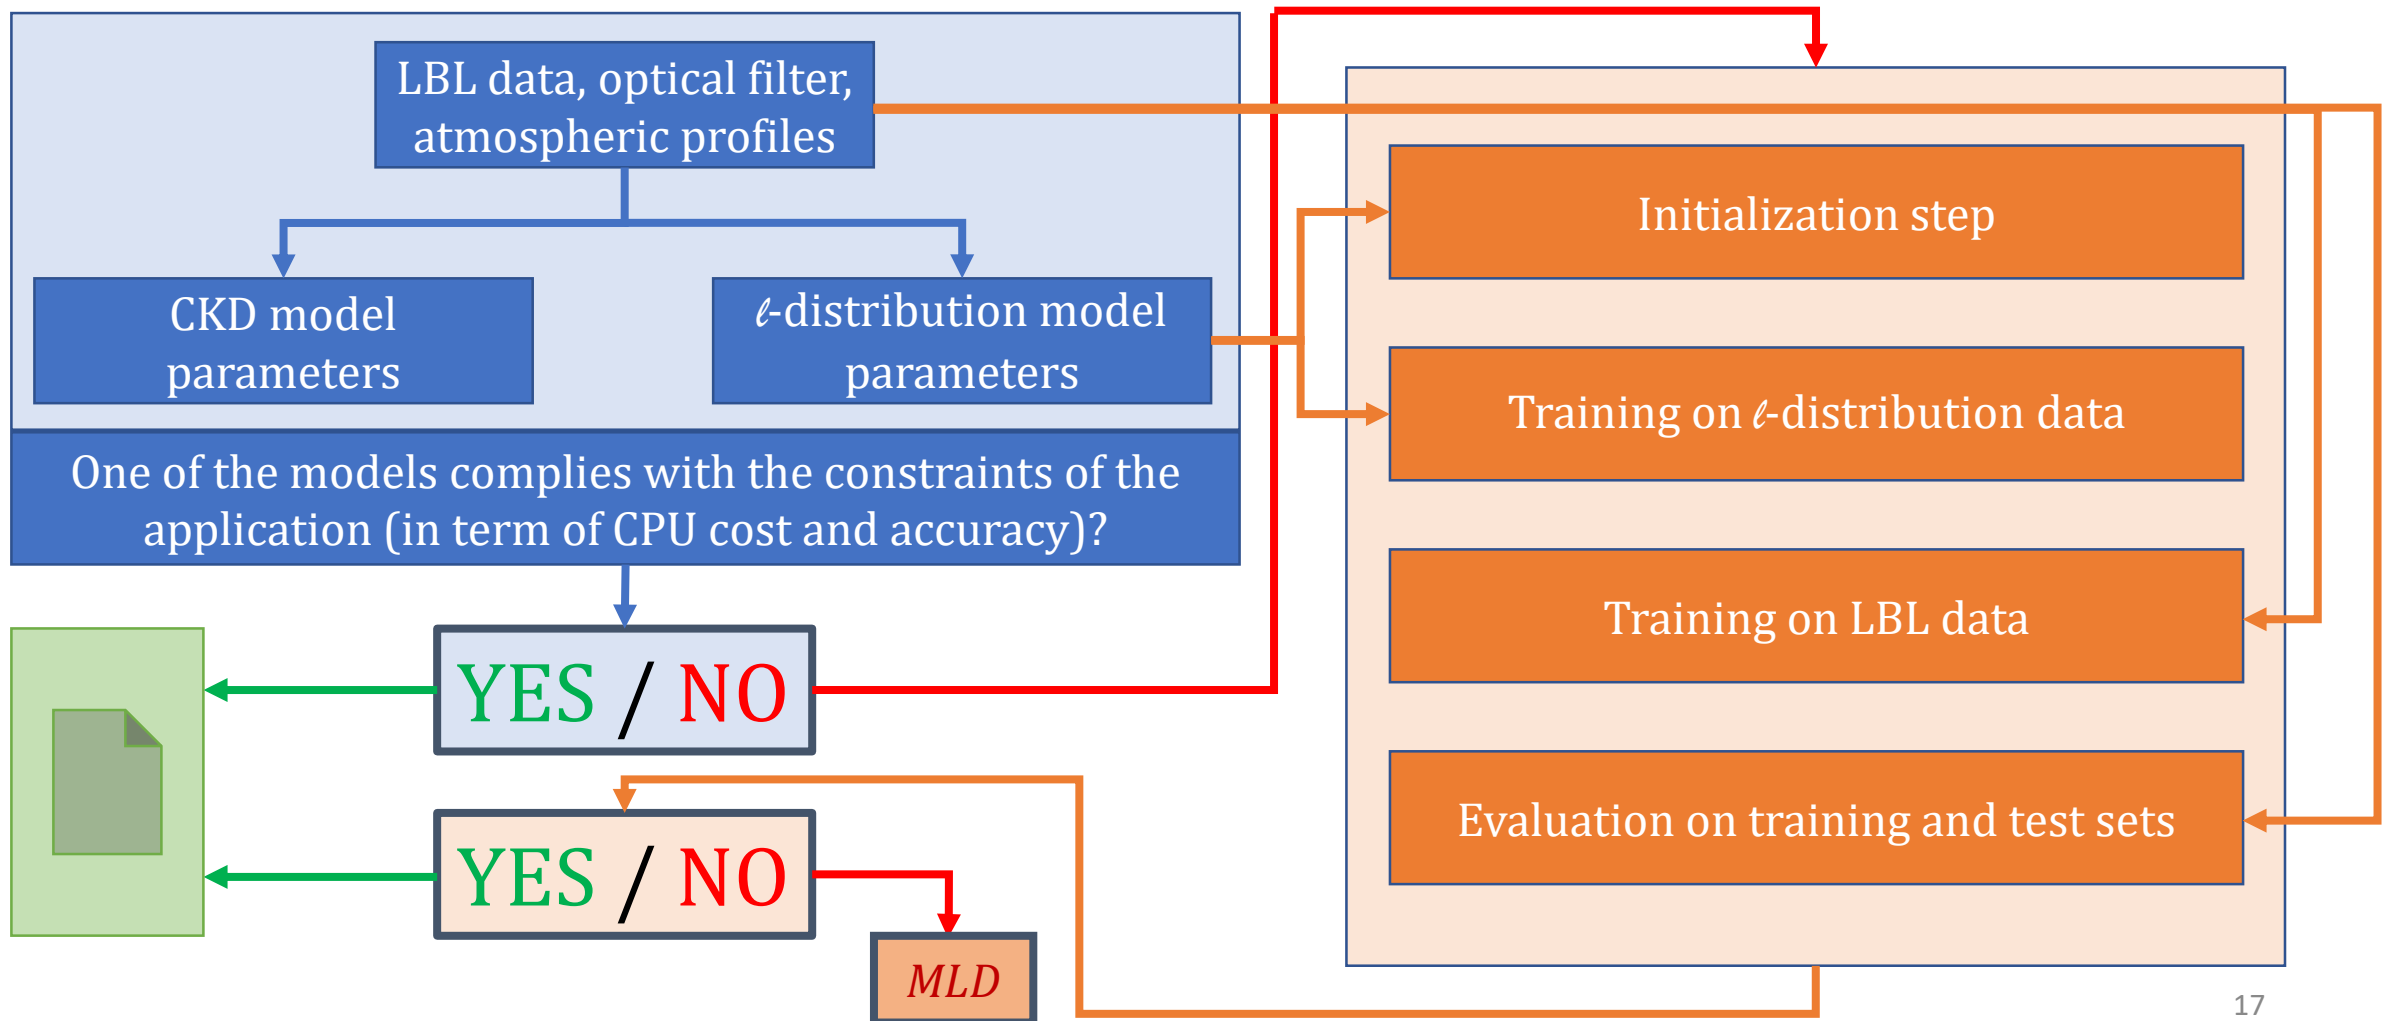 LBL data, optical filter,
atmospheric profiles
CKD model
parameters
ℓ-distribution model
parameters
One of the models complies with the constraints of the
application (in term of CPU cost and accuracy)?
YES / NO
YES / NO
MLD
Initialization step
Training on ℓ-distribution data
Training on LBL data
Evaluation on training and test sets
17